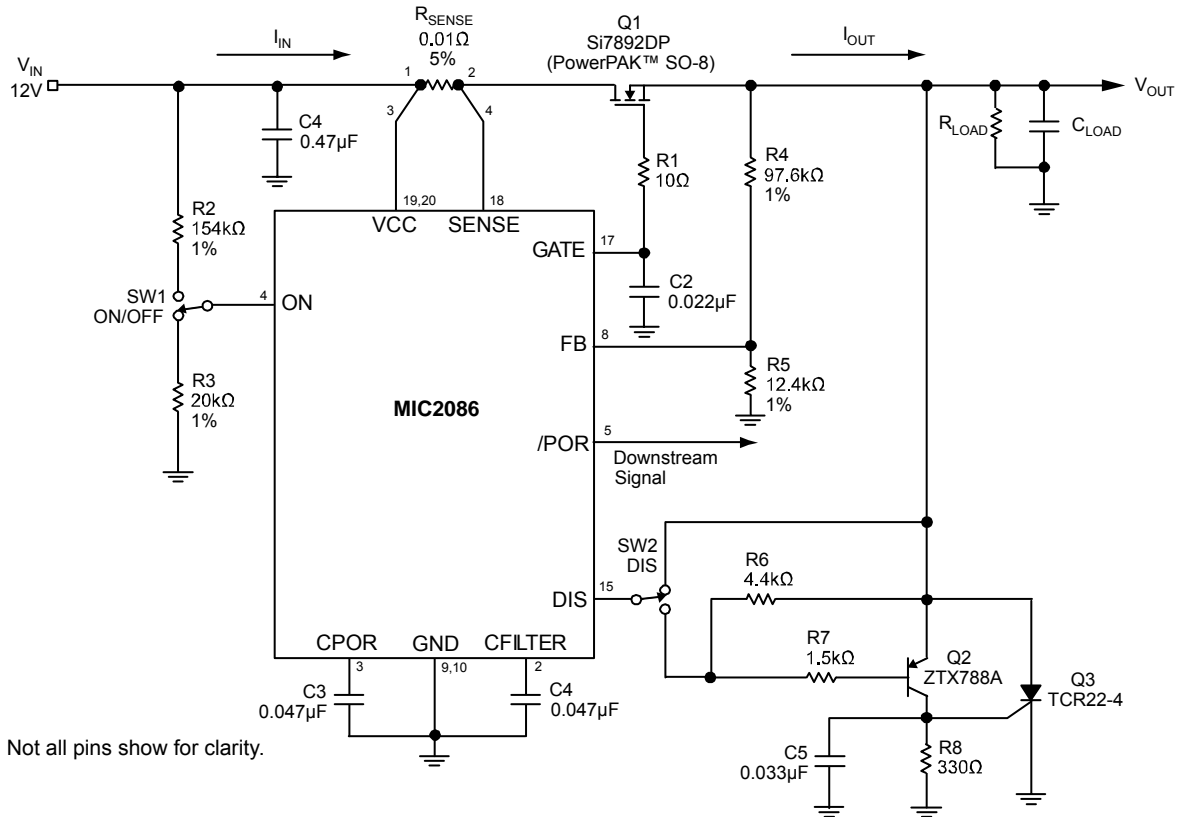 R_SENSE
0.01Ω
5%
I_IN
Q1
Si7892DP
(PowerPAK™ SO-8)
I_OUT
V_IN
12V
1
2
3
4
V_OUT
C4
0.47µF
R_LOAD
C_LOAD
R1
10Ω
R4
97.6kΩ
1%
R2
154kΩ
1%
19,20
18
VCC
SENSE
GATE
17
C2
0.022µF
SW1
ON/OFF
4
ON
FB
8
R3
20kΩ
1%
R5
12.4kΩ
1%
MIC2086
/POR
5
Downstream
Signal
SW2
DIS
DIS
15
R6
4.4kΩ
R7
1.5kΩ
Q2
ZTX788A
Q3
TCR22-4
CPOR
GND
CFILTER
3
9,10
2
C3
0.047µF
C4
0.047µF
C5
0.033µF
R8
330Ω
Not all pins show for clarity.